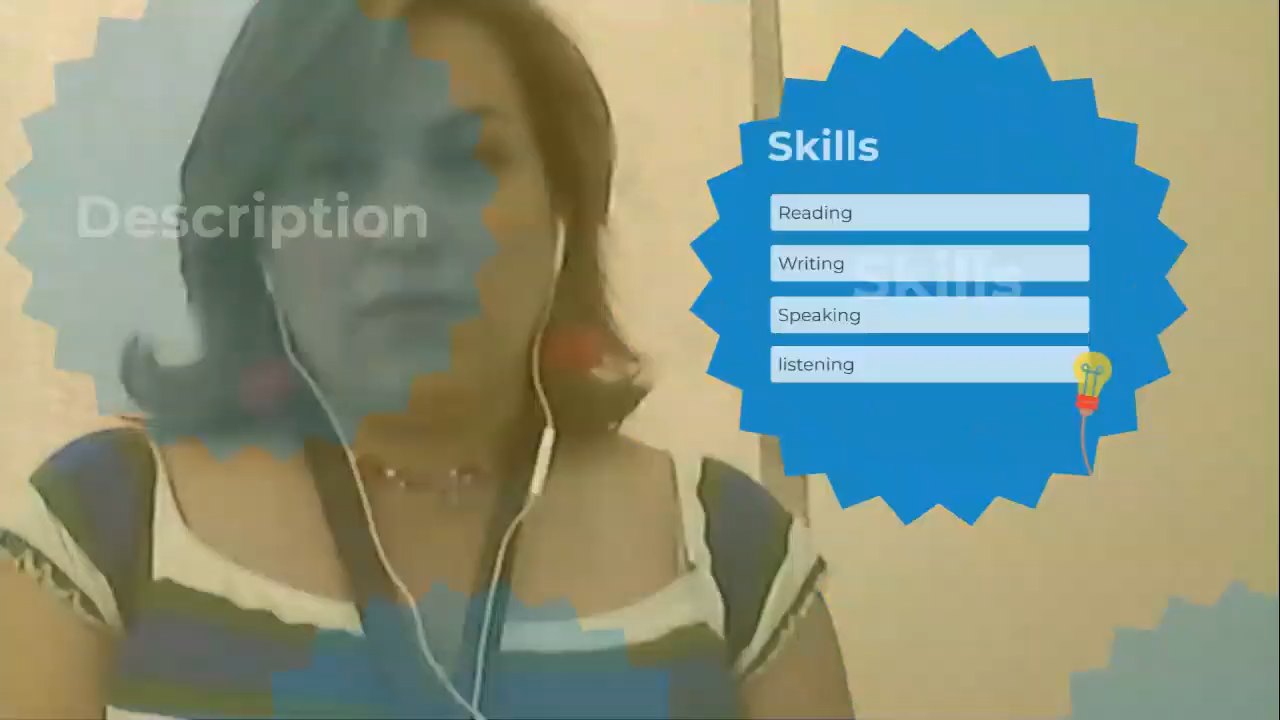 Description
Skills
Reading
Writing
Skills
Speaking
listening